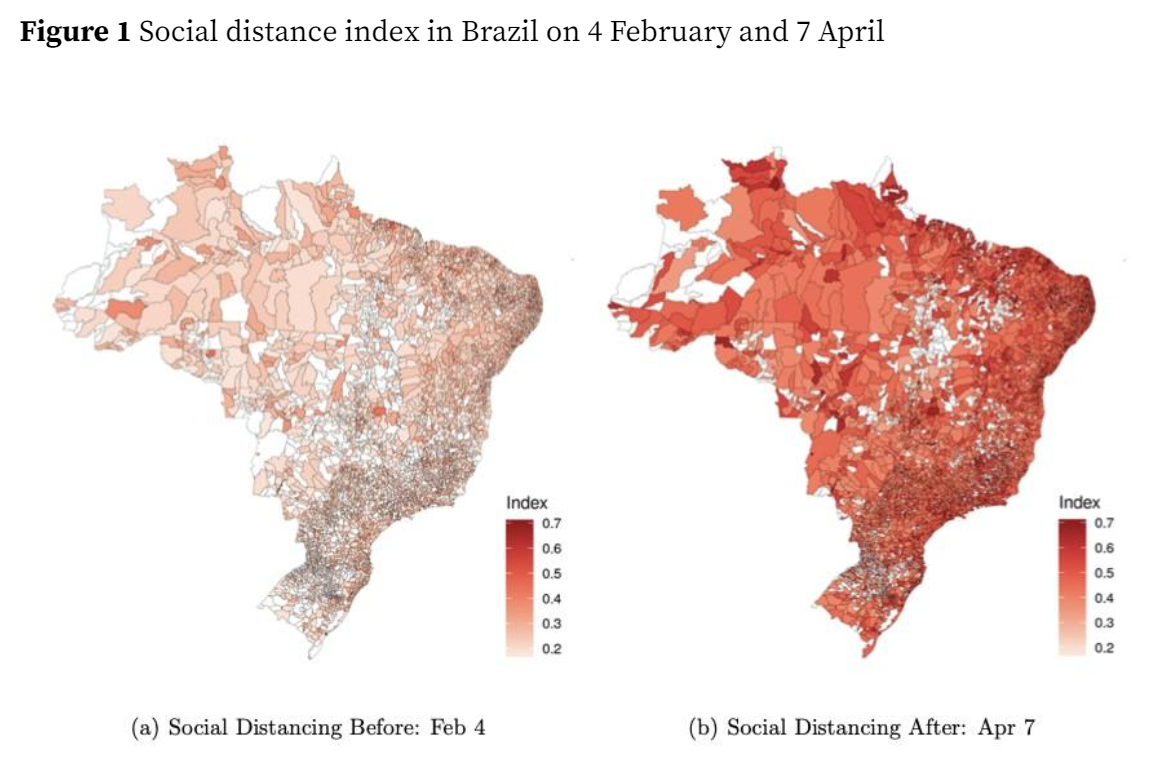 Figure 1 Social distance index in Brazil on 4 February and 7 April
Index
0.7
0.6
0.5
0.4
0.3
0.2
Index
0.7
0.6
0.5
0.4
0.3
0.2
(a) Social Distancing Before: Feb 4
(b) Social Distancing After: Apr 7